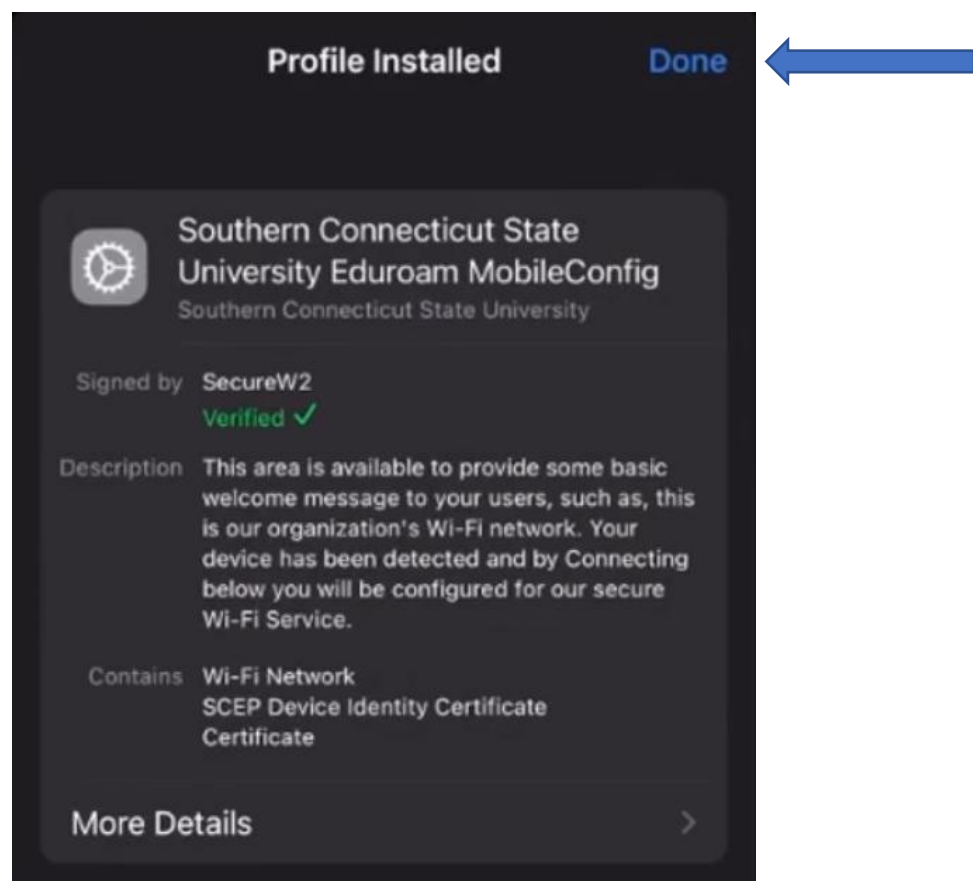 Profile Installed Done
Southern Connecticut State
University Eduroam MobileConfig
Southern Connecticut State University
Signed by SecureW2
Verified ✓
Description This area is available to provide some basic
welcome message to your users, such as, this
is our organization's Wi-Fi network. Your
device has been detected and by Connecting
below you will be configured for our secure
Wi-Fi Service.
Contains Wi-Fi Network
SCEP Device Identity Certificate
Certificate
More Details